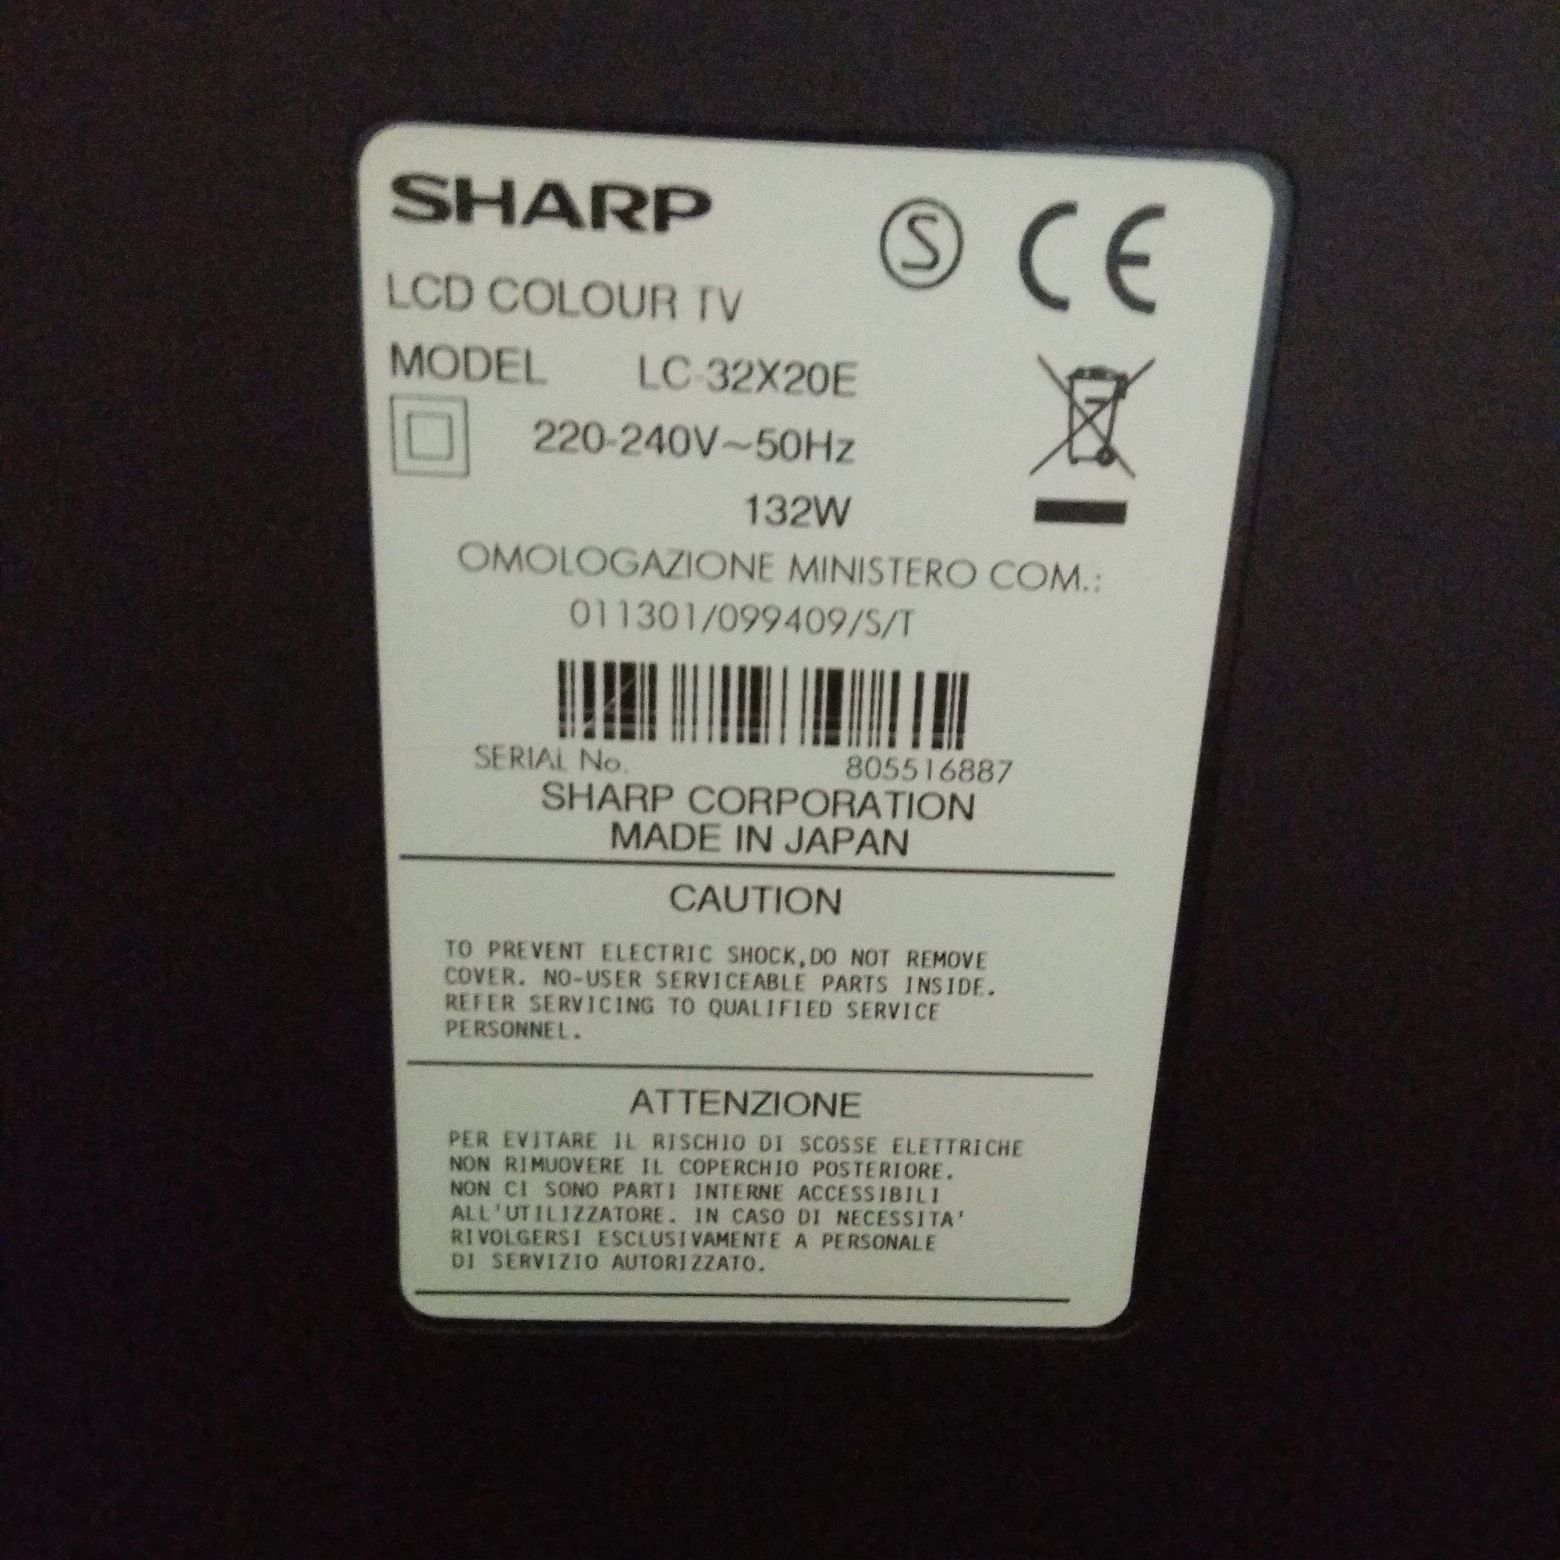 SHARP
S CE
LCD COLOUR TV
MODEL LC-32X20E
220-240V~50Hz
132W
OMOLOGAZIONE MINISTERO COM.:
011301/099409/S/T
SERIAL No. 805516887
SHARP CORPORATION
MADE IN JAPAN
CAUTION
TO PREVENT ELECTRIC SHOCK,DO NOT REMOVE
COVER. NO-USER SERVICEABLE PARTS INSIDE.
REFER SERVICING TO QUALIFIED SERVICE
PERSONNEL.
ATTENZIONE
PER EVITARE IL RISCHIO DI SCOSSE ELETTRICHE
NON RIMUOVERE IL COPERCHIO POSTERIORE.
NON CI SONO PARTI INTERNE ACCESSIBILI
ALL'UTILIZZATORE. IN CASO DI NECESSITA'
RIVOLGERSI ESCLUSIVAMENTE A PERSONALE
DI SERVIZIO AUTORIZZATO.